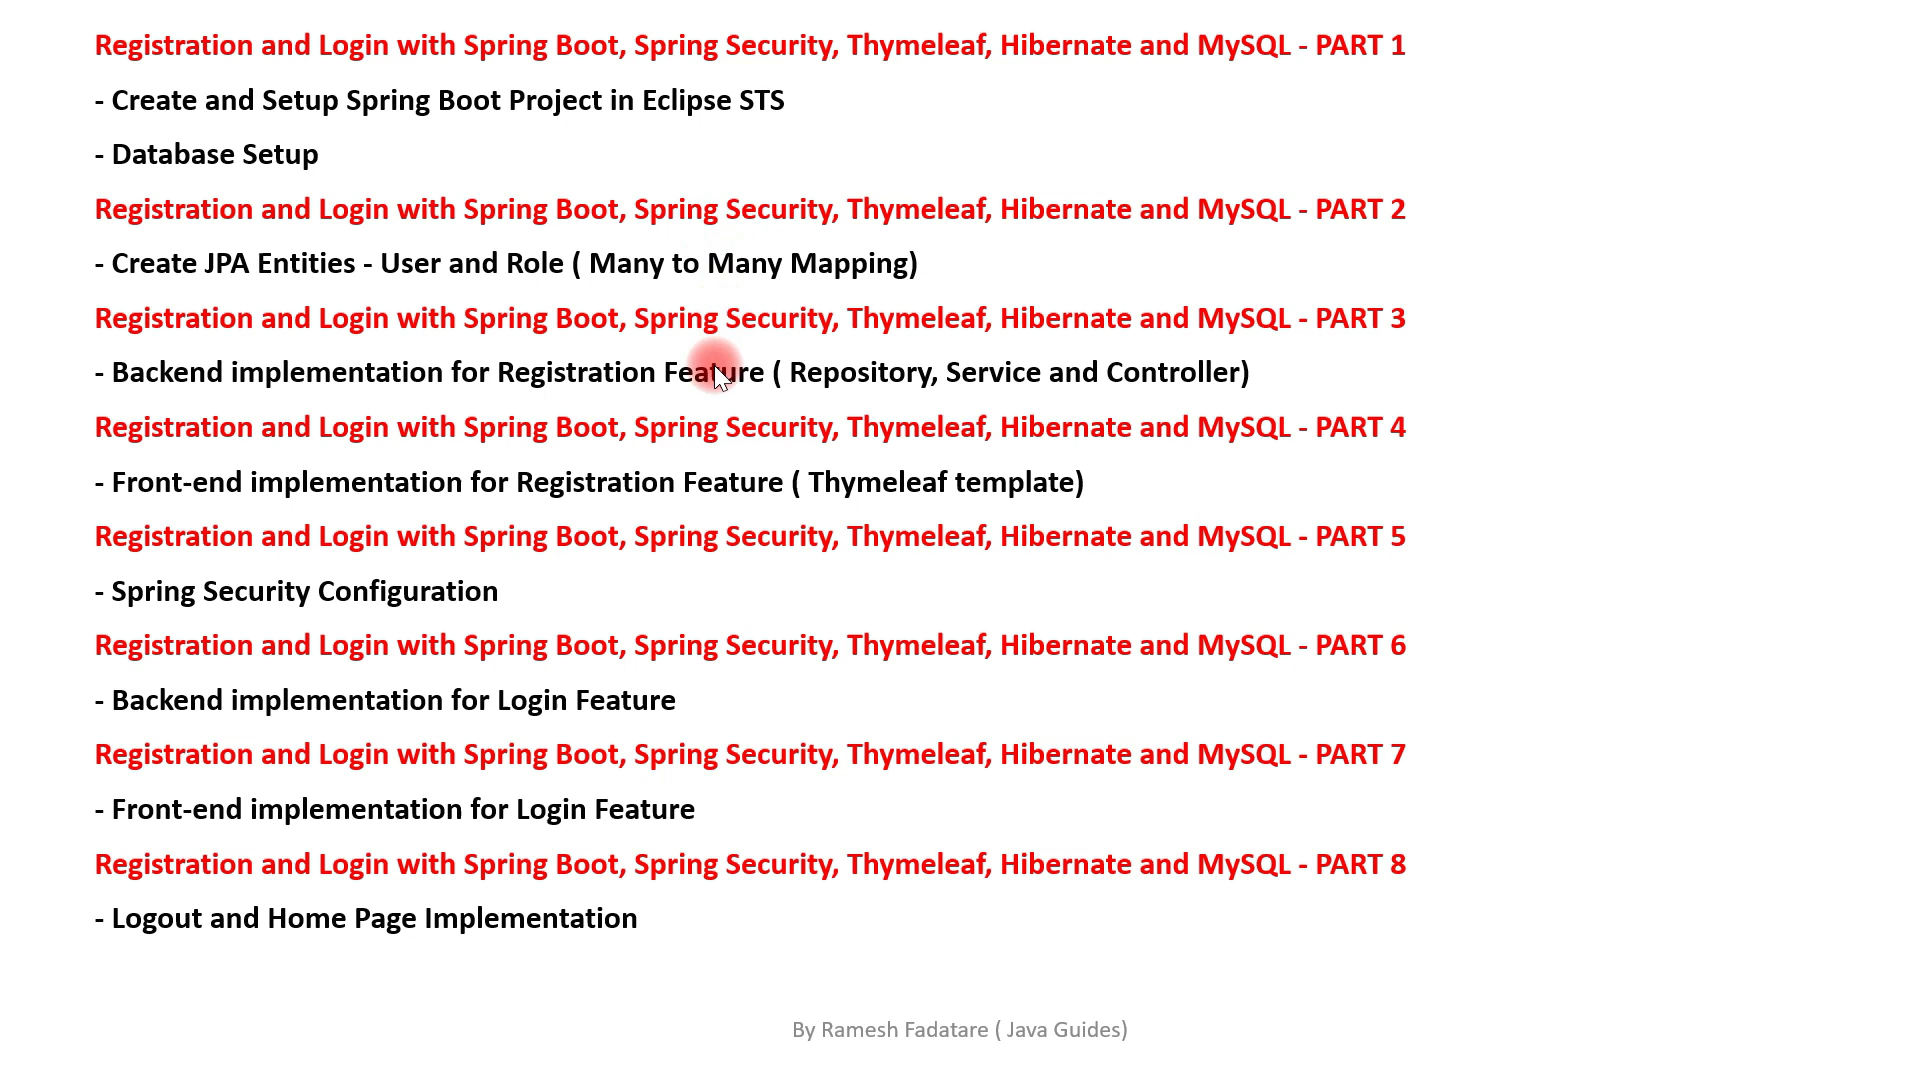 Registration and Login with Spring Boot, Spring Security, Thymeleaf, Hibernate and MySQL - PART 1
- Create and Setup Spring Boot Project in Eclipse STS
- Database Setup
Registration and Login with Spring Boot, Spring Security, Thymeleaf, Hibernate and MySQL - PART 2
- Create JPA Entities - User and Role ( Many to Many Mapping)
Registration and Login with Spring Boot, Spring Security, Thymeleaf, Hibernate and MySQL - PART 3
- Backend implementation for Registration Feature ( Repository, Service and Controller)
Registration and Login with Spring Boot, Spring Security, Thymeleaf, Hibernate and MySQL - PART 4
- Front-end implementation for Registration Feature ( Thymeleaf template)
Registration and Login with Spring Boot, Spring Security, Thymeleaf, Hibernate and MySQL - PART 5
- Spring Security Configuration
Registration and Login with Spring Boot, Spring Security, Thymeleaf, Hibernate and MySQL - PART 6
- Backend implementation for Login Feature
Registration and Login with Spring Boot, Spring Security, Thymeleaf, Hibernate and MySQL - PART 7
- Front-end implementation for Login Feature
Registration and Login with Spring Boot, Spring Security, Thymeleaf, Hibernate and MySQL - PART 8
- Logout and Home Page Implementation
By Ramesh Fadatare ( Java Guides)